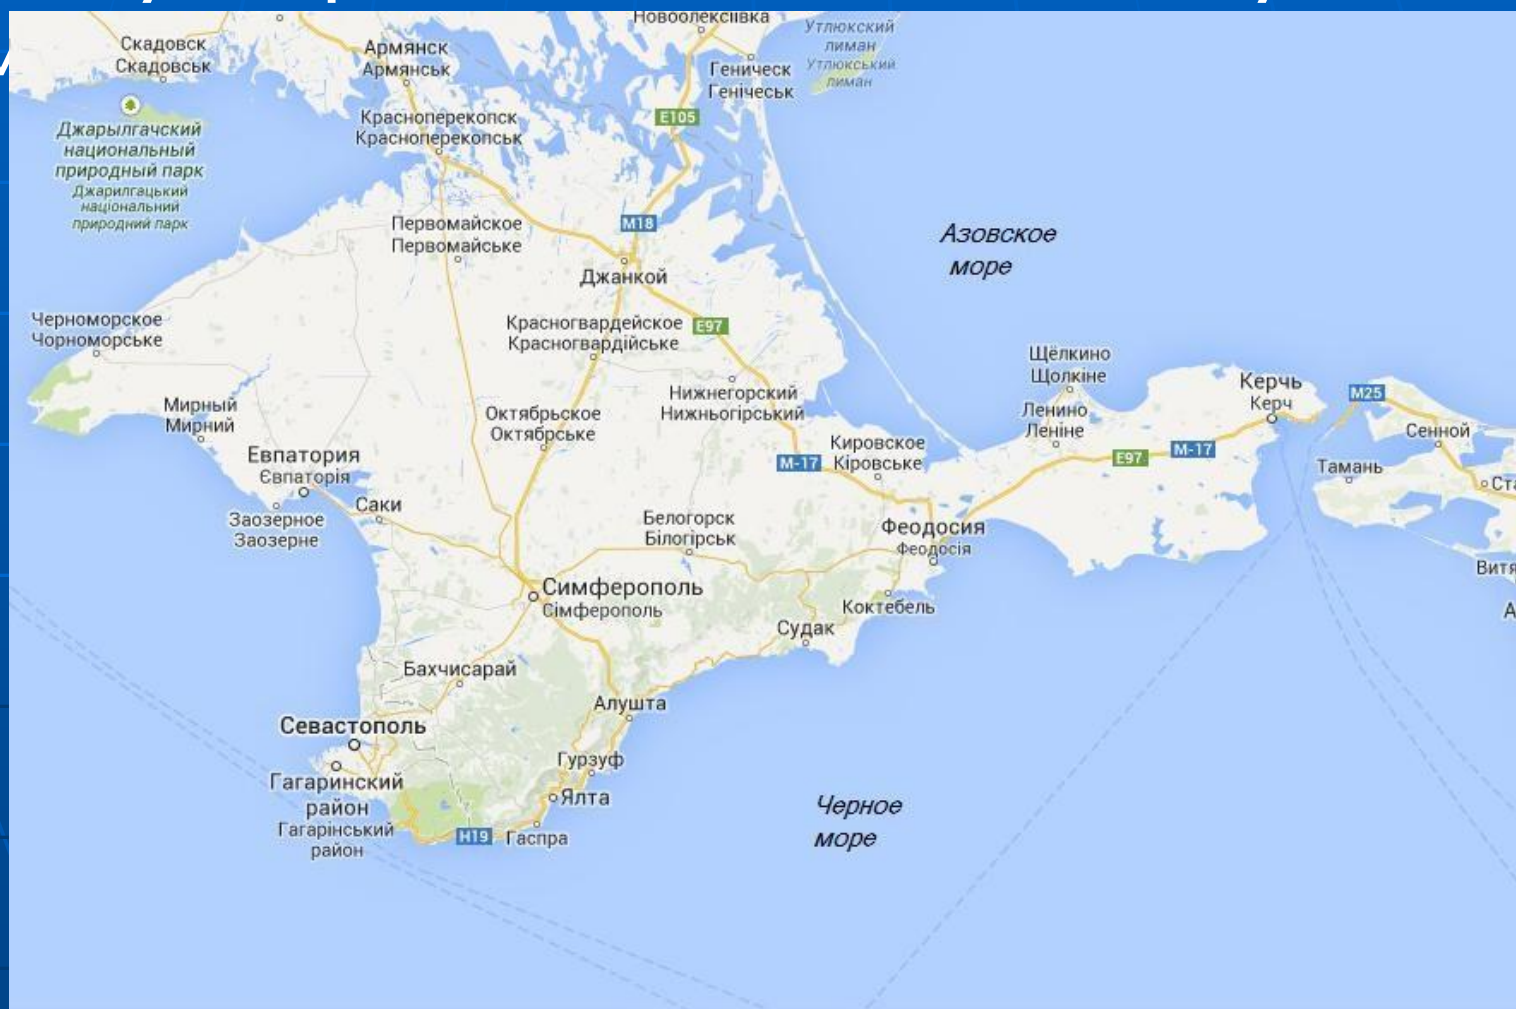 Новоолексіївка
Утлюкский
лиман
Утлюкський
лиман
Скадовск
Скадовськ
Армянск
Армянськ
Геническ
Генічеськ
Джарылгачский
национальный
природный парк
Джарилгацький
національний
природний парк
Красноперекопск
Красноперекопськ
E105
Первомайское
Первомайське
M18
Азовское
море
Джанкой
Черноморское
Чорноморське
Красногвардейское
Красногвардійське
E97
Нижнегорский
Нижньогірський
Щёлкино
Щолкіне
Керчь
Керч
M25
Мирный
Мирний
Октябрьское
Октябрське
Ленино
Леніне
Сенной
Евпатория
Євпаторія
Кировское
Кіровське
M-17
E97
M-17
Тамань
Заозерное
Заозерне
Саки
Белогорск
Білогірськ
Феодосия
Феодосія
Симферополь
Сімферополь
Коктебель
Судак
Бахчисарай
Алушта
Севастополь
Гурзуф
Гагаринский
район
Гагарінський
район
Ялта
H19
Гаспра
Черное
море